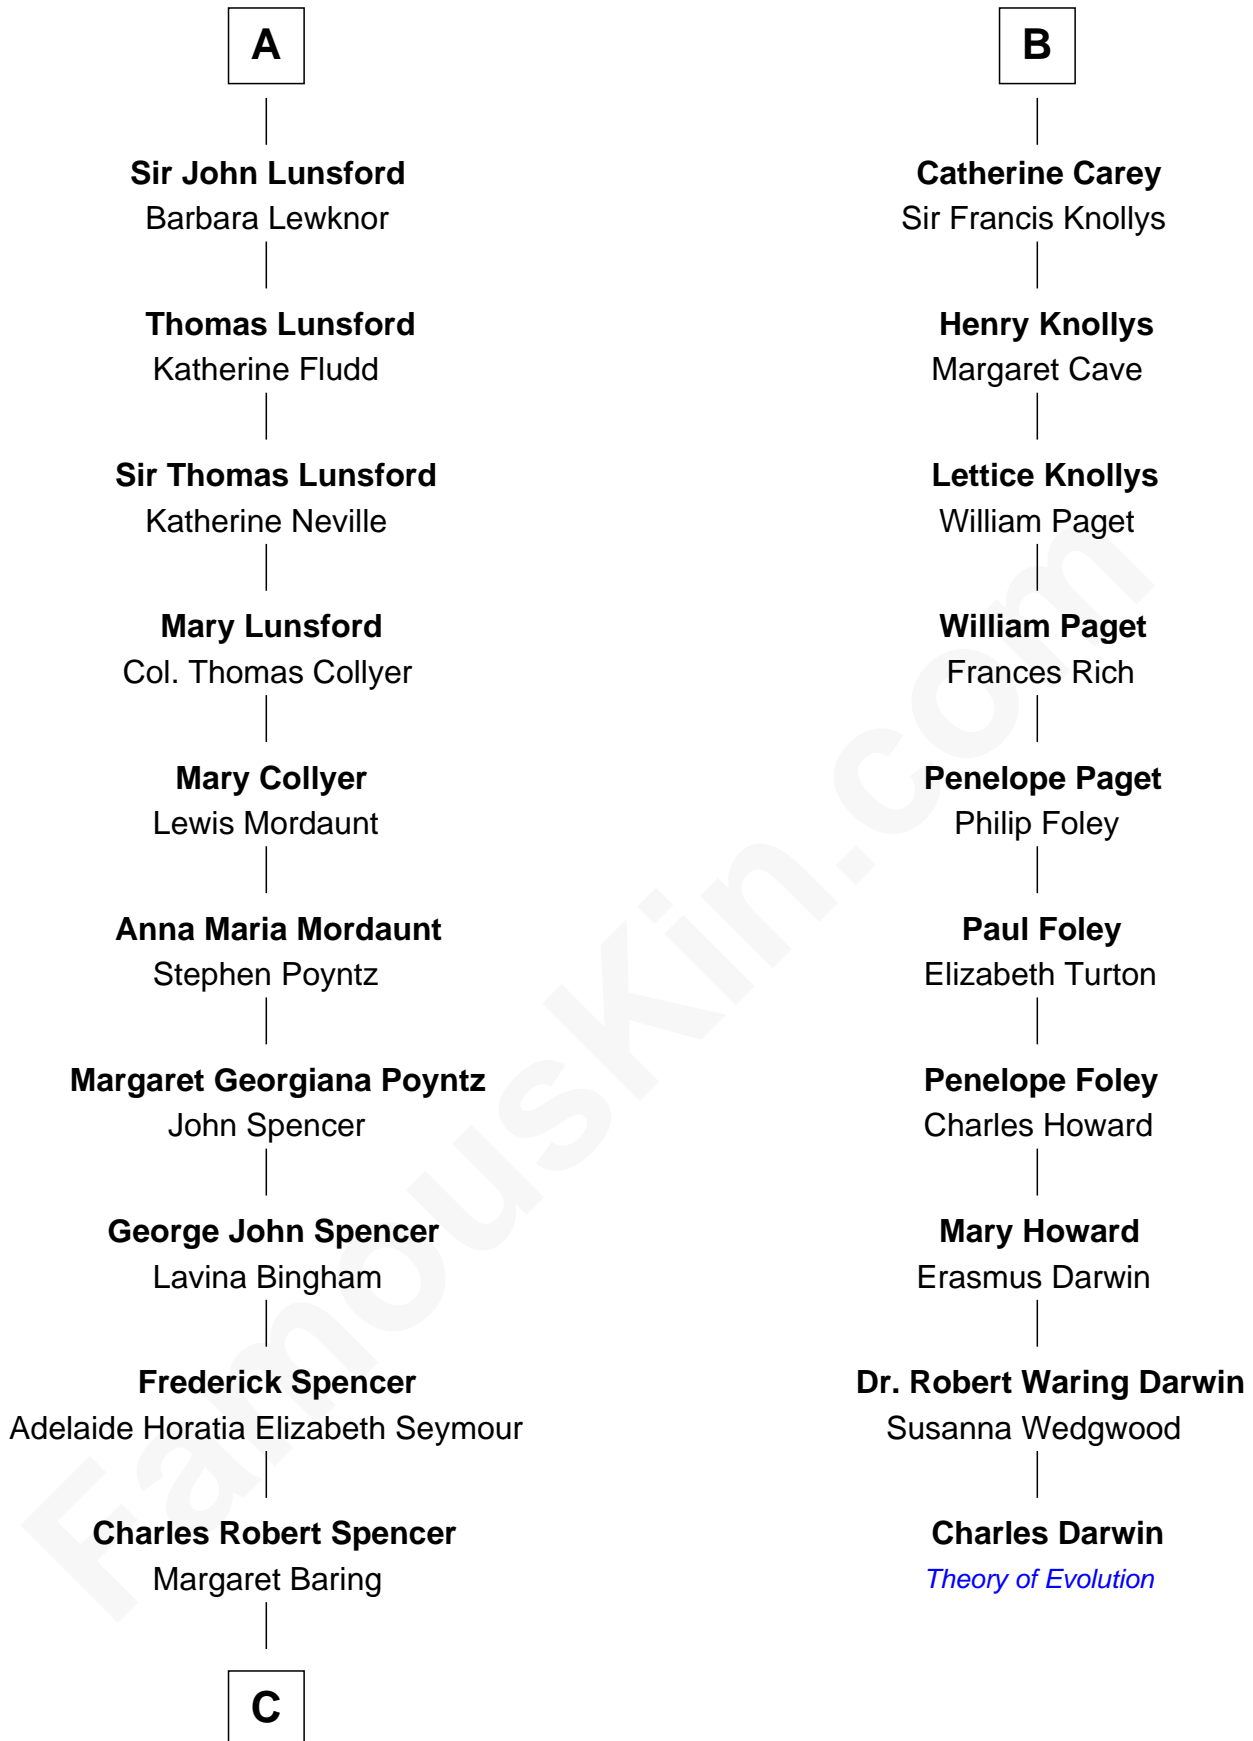 A
B
Sir John Lunsford
Barbara Lewknor
Catherine Carey
Sir Francis Knollys
Thomas Lunsford
Katherine Fludd
Henry Knollys
Margaret Cave
Sir Thomas Lunsford
Katherine Neville
Lettice Knollys
William Paget
Mary Lunsford
Col. Thomas Collyer
William Paget
Frances Rich
Mary Collyer
Lewis Mordaunt
Penelope Paget
Philip Foley
Anna Maria Mordaunt
Stephen Poyntz
Paul Foley
Elizabeth Turton
Margaret Georgiana Poyntz
John Spencer
Penelope Foley
Charles Howard
George John Spencer
Lavina Bingham
Mary Howard
Erasmus Darwin
Frederick Spencer
Adelaide Horatia Elizabeth Seymour
Dr. Robert Waring Darwin
Susanna Wedgwood
Charles Robert Spencer
Margaret Baring
Charles Darwin
Theory of Evolution
C
FamousKin.com